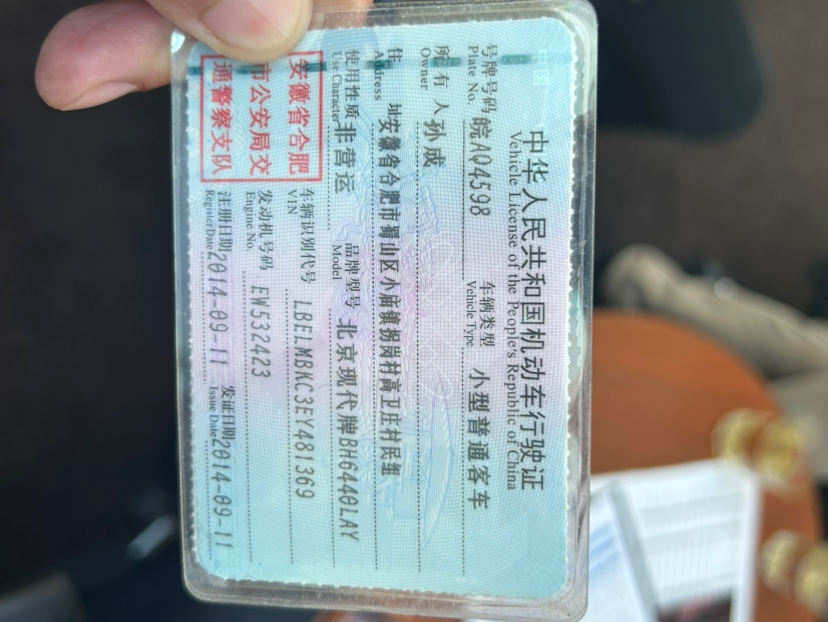 中华人民共和国机动车行驶证
Vehicle License of the People's Republic of China
号牌号码 皖AQ4598 车辆类型 小型普通客车
Plate No. Vehicle Type
所有人 孙成
Owner
住址 安徽省合肥市蜀山区小庙镇拐岗村高卫庄村民组
Address
使用性质 非营运 品牌型号 北京现代牌BH6440LAY
Use Character Model
安徽省合肥市公安局交通警察支队
车辆识别代号 LBELMBKC3EY481369
VIN
发动机号码 EW532423
Engine No.
注册日期 2014-09-11 发证日期 2014-09-11
Register Date Issue Date